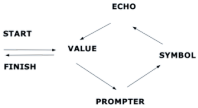 ECHO
START
VALUE
SYMBOL
FINISH
PROMPTER